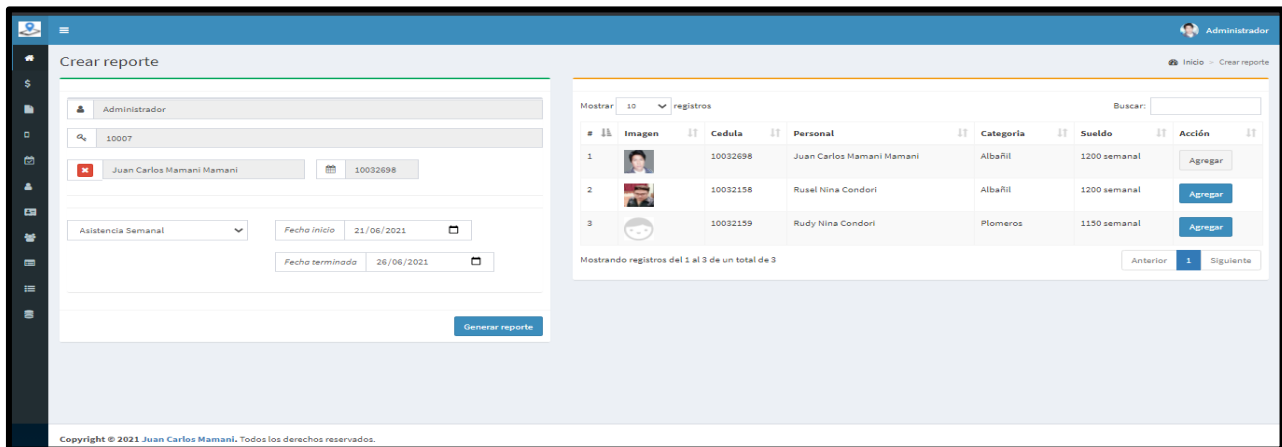 Administrador
Crear reporte
Inicio > Crear reporte
Administrador
10007
Juan Carlos Mamani Mamani 10032698
Asistencia Semanal Fecha inicio 21/06/2021
Fecha terminada 26/06/2021
Generar reporte
Mostrar 10 registros Buscar:
# Imagen Cedula Personal Categoria Sueldo Acción
1 10032698 Juan Carlos Mamani Mamani Albañil 1200 semanal Agregar
2 10032158 Rusel Nina Condori Albañil 1200 semanal Agregar
3 10032159 Rudy Nina Condori Plomeros 1150 semanal Agregar
Mostrando registros del 1 al 3 de un total de 3 Anterior 1 Siguiente
Copyright © 2021 Juan Carlos Mamani. Todos los derechos reservados.